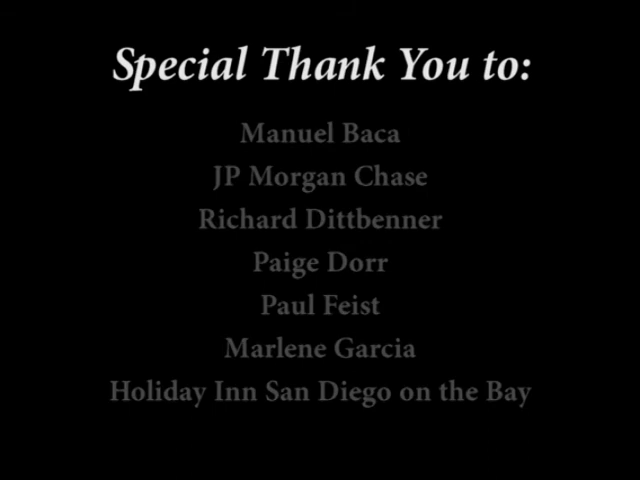 Special Thank You to:
Manuel Baca
JP Morgan Chase
Richard Dittbenner
Paige Dorr
Paul Feist
Marlene Garcia
Holiday Inn San Diego on the Bay